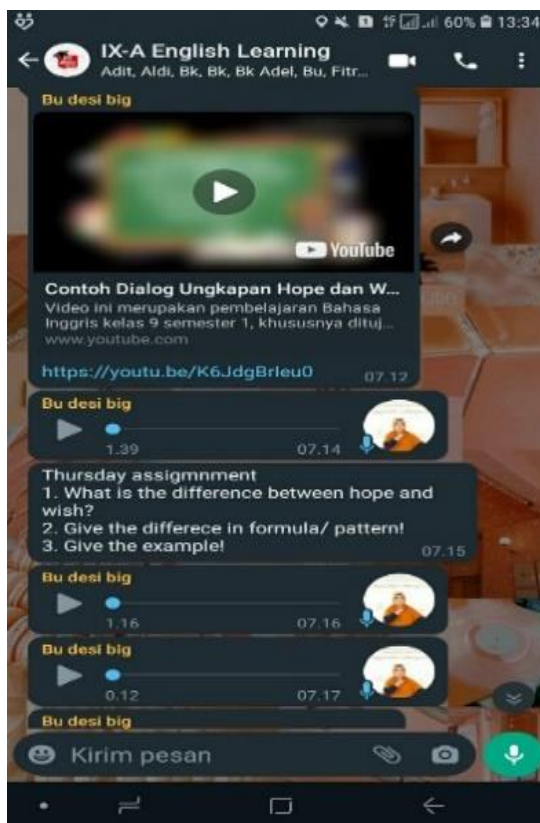 60% 13:34
IX-A English Learning
Adit, Aldi, Bk, Bk, Bk Adel, Bu, Fitr...
Bu desi big
YouTube
Contoh Dialog Ungkapan Hope dan W...
Video ini merupakan pembelajaran Bahasa
Inggris kelas 9 semester 1, khususnya dituj...
www.youtube.com
https://youtu.be/K6JdgBrIeu0 07.12
Bu desi big
1.39 07.14
Thursday assigmnment
1. What is the difference between hope and
wish?
2. Give the differece in formula/ pattern!
3. Give the example!
07.15
Bu desi big
1.16 07.16
Bu desi big
0.12 07.17
Bu desi big
Kirim pesan